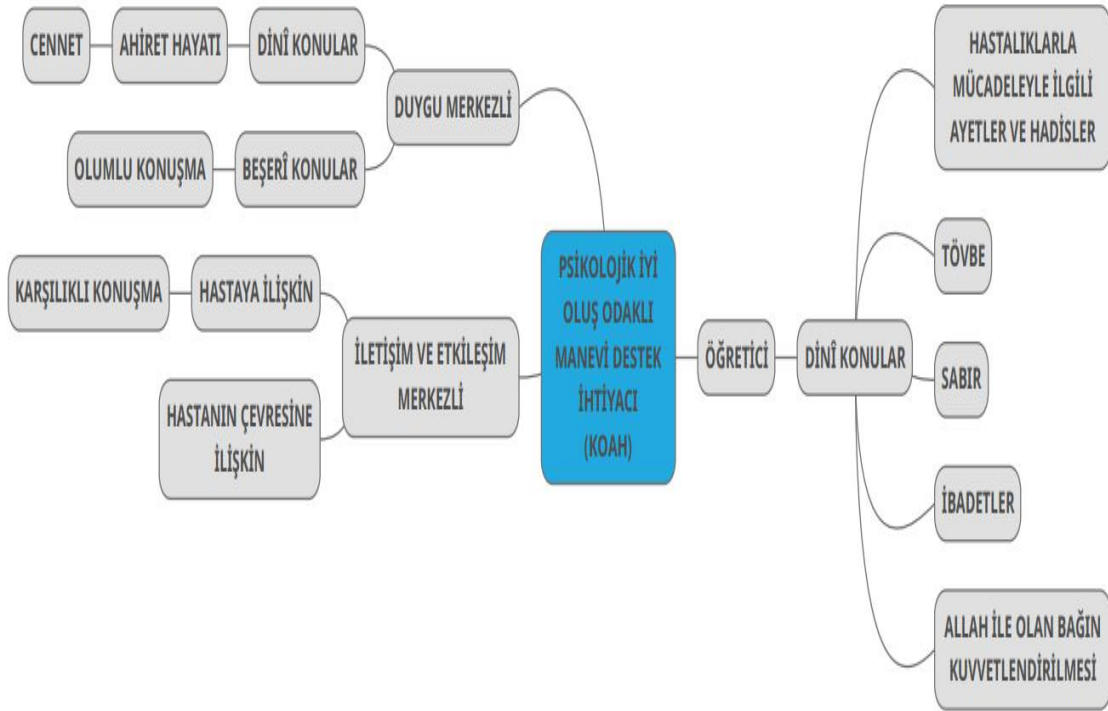 CENNET
AHİRET HAYATI
DİNÎ KONULAR
DUYGU MERKEZLİ
OLUMLU KONUŞMA
BEŞERÎ KONULAR
KARŞILIKLI KONUŞMA
HASTAYA İLİŞKİN
İLETİŞİM VE ETKİLEŞİM
MERKEZLİ
HASTANIN ÇEVRESİNE
İLİŞKİN
PSİKOLOJİK İYİ
OLUŞ ODAKLI
MANEVİ DESTEK
İHTİYACI
(KOAH)
ÖĞRETİCİ
DİNÎ KONULAR
HASTALIKLARLA
MÜCADELEYLE İLGİLİ
AYETLER VE HADİSLER
TÖVBE
SABIR
İBADETLER
ALLAH İLE OLAN BAĞIN
KUVVETLENDİRİLMESİ